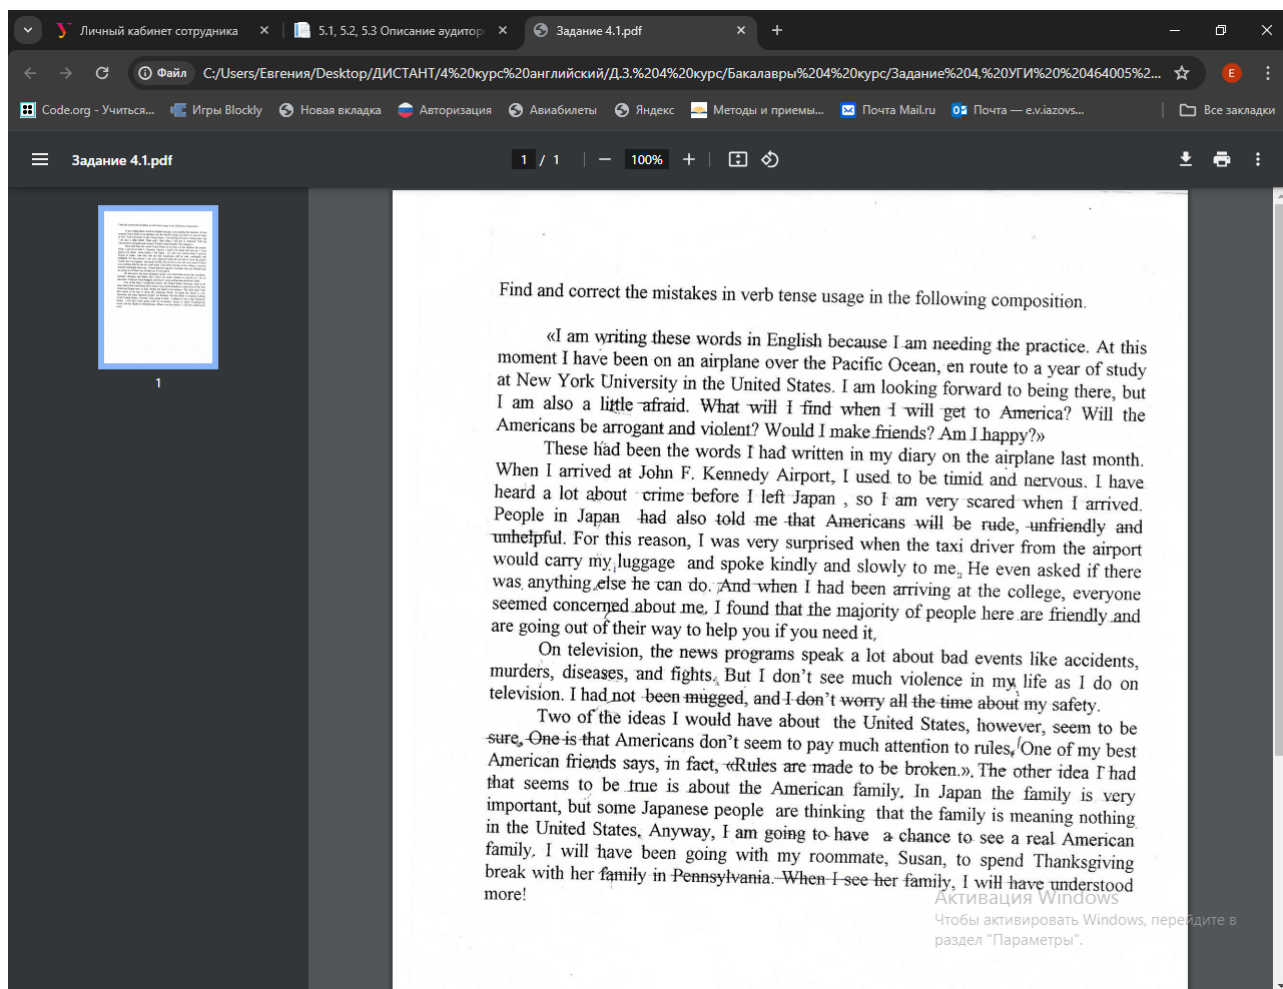 Личный кабинет сотрудника
5.1, 5.2, 5.3 Описание аудитор
Задание 4.1.pdf
Файл
C:/Users/Евгения/Desktop/ДИСТАНТ/4%20курс%20английский/Д.З.%204%20курс/Бакалавры%204%20курс/Задание%204,%20УГИ%20%20464005%2...
E
Code.org - Учиться...
Игры Blockly
Новая вкладка
Авторизация
Авиабилеты
Яндекс
Методы и приемы...
Почта Mail.ru
Почта — e.v.iazovs...
Все закладки
Задание 4.1.pdf
1 / 1
100%
1
Find and correct the mistakes in verb tense usage in the following composition.
«I am writing these words in English because I am needing the practice. At this
moment I have been on an airplane over the Pacific Ocean, en route to a year of study
at New York University in the United States. I am looking forward to being there, but
I am also a little afraid. What will I find when I will get to America? Will the
Americans be arrogant and violent? Would I make friends? Am I happy?»
These had been the words I had written in my diary on the airplane last month.
When I arrived at John F. Kennedy Airport, I used to be timid and nervous. I have
heard a lot about crime before I left Japan , so I am very scared when I arrived.
People in Japan had also told me that Americans will be rude, unfriendly and
unhelpful. For this reason, I was very surprised when the taxi driver from the airport
would carry my luggage and spoke kindly and slowly to me. He even asked if there
was anything else he can do. And when I had been arriving at the college, everyone
seemed concerned about me. I found that the majority of people here are friendly and
are going out of their way to help you if you need it.
On television, the news programs speak a lot about bad events like accidents,
murders, diseases, and fights. But I don't see much violence in my life as I do on
television. I had not been mugged, and I don't worry all the time about my safety.
Two of the ideas I would have about the United States, however, seem to be
sure. One is that Americans don't seem to pay much attention to rules. One of my best
American friends says, in fact, «Rules are made to be broken.». The other idea I had
that seems to be true is about the American family. In Japan the family is very
important, but some Japanese people are thinking that the family is meaning nothing
in the United States. Anyway, I am going to have a chance to see a real American
family. I will have been going with my roommate, Susan, to spend Thanksgiving
break with her family in Pennsylvania. When I see her family, I will have understood
more!
Активация Windows
Чтобы активировать Windows, перейдите в
раздел "Параметры".